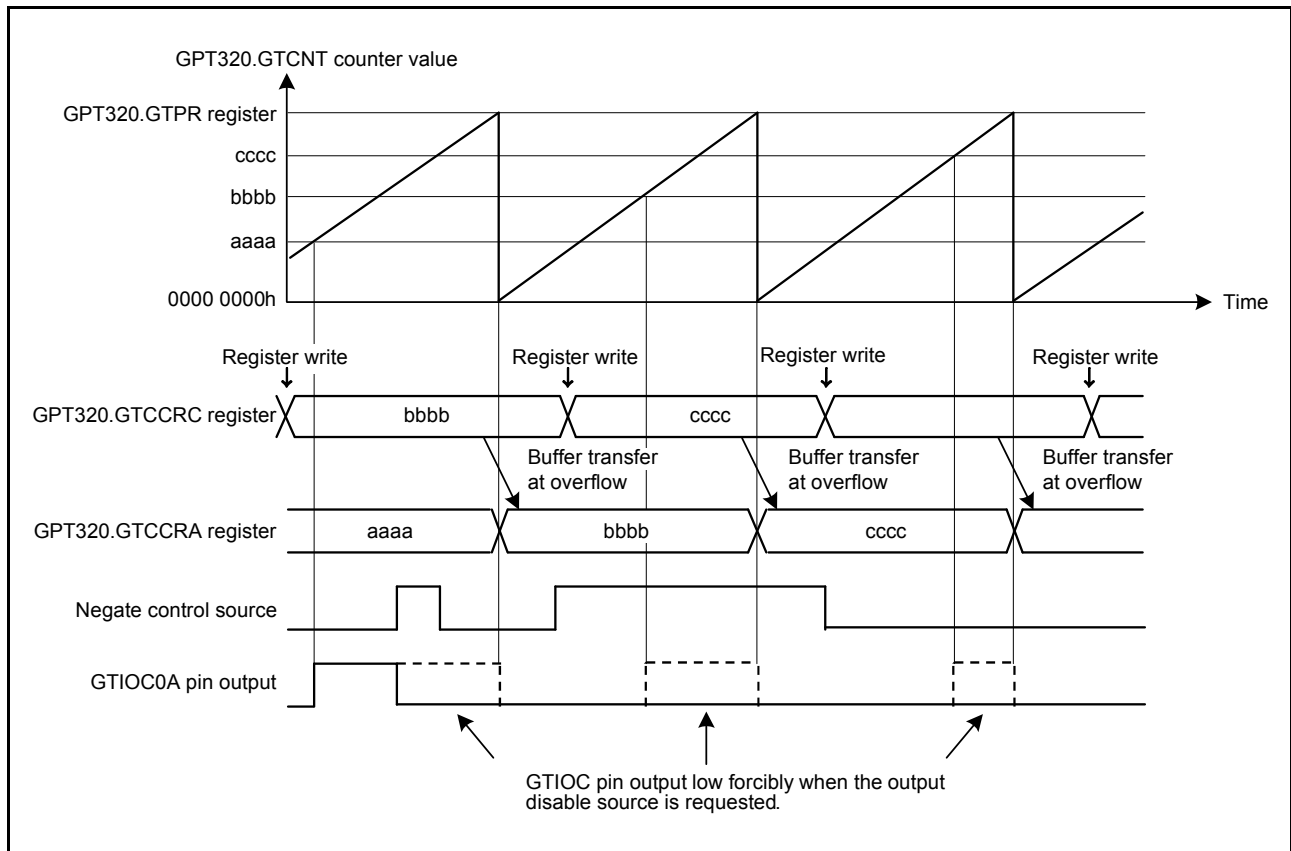 GPT320.GTCNT counter value
GPT320.GTPR register
cccc
bbbb
aaaa
0000 0000h
Time
Register write
Register write
Register write
Register write
GPT320.GTCCRC register
bbbb
cccc
Buffer transfer
at overflow
Buffer transfer
at overflow
Buffer transfer
at overflow
GPT320.GTCCRA register
aaaa
bbbb
cccc
Negate control source
GTIOC0A pin output
GTIOC pin output low forcibly when the output
disable source is requested.